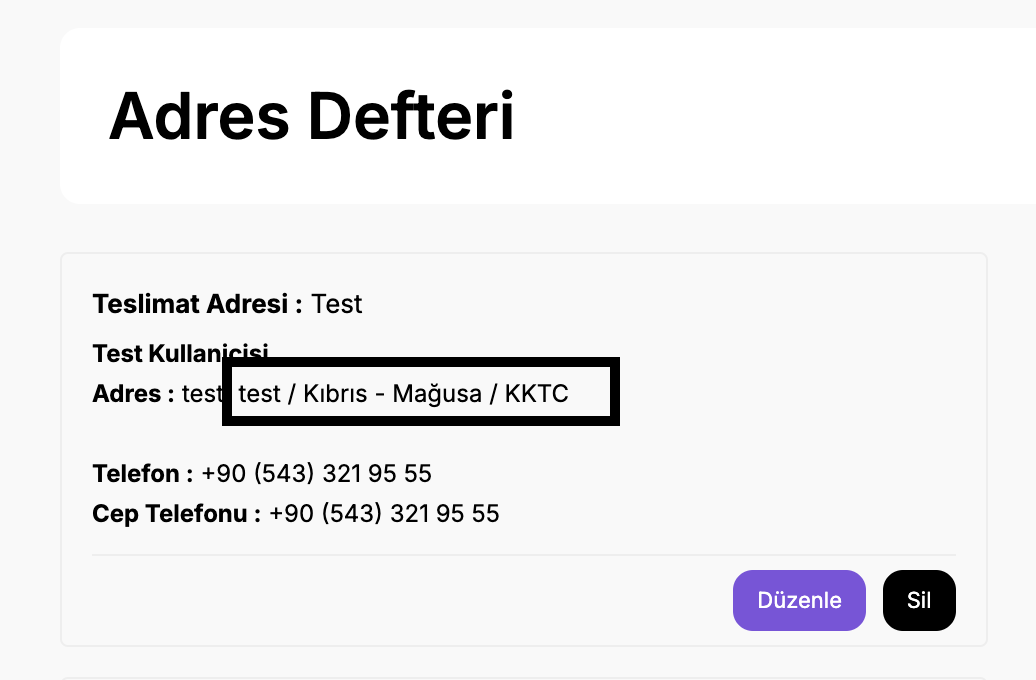 Adres Defteri
Teslimat Adresi : Test
Test Kullanicisi
Adres : test test / Kıbrıs - Mağusa / KKTC
Telefon : +90 (543) 321 95 55
Cep Telefonu : +90 (543) 321 95 55
Düzenle Sil